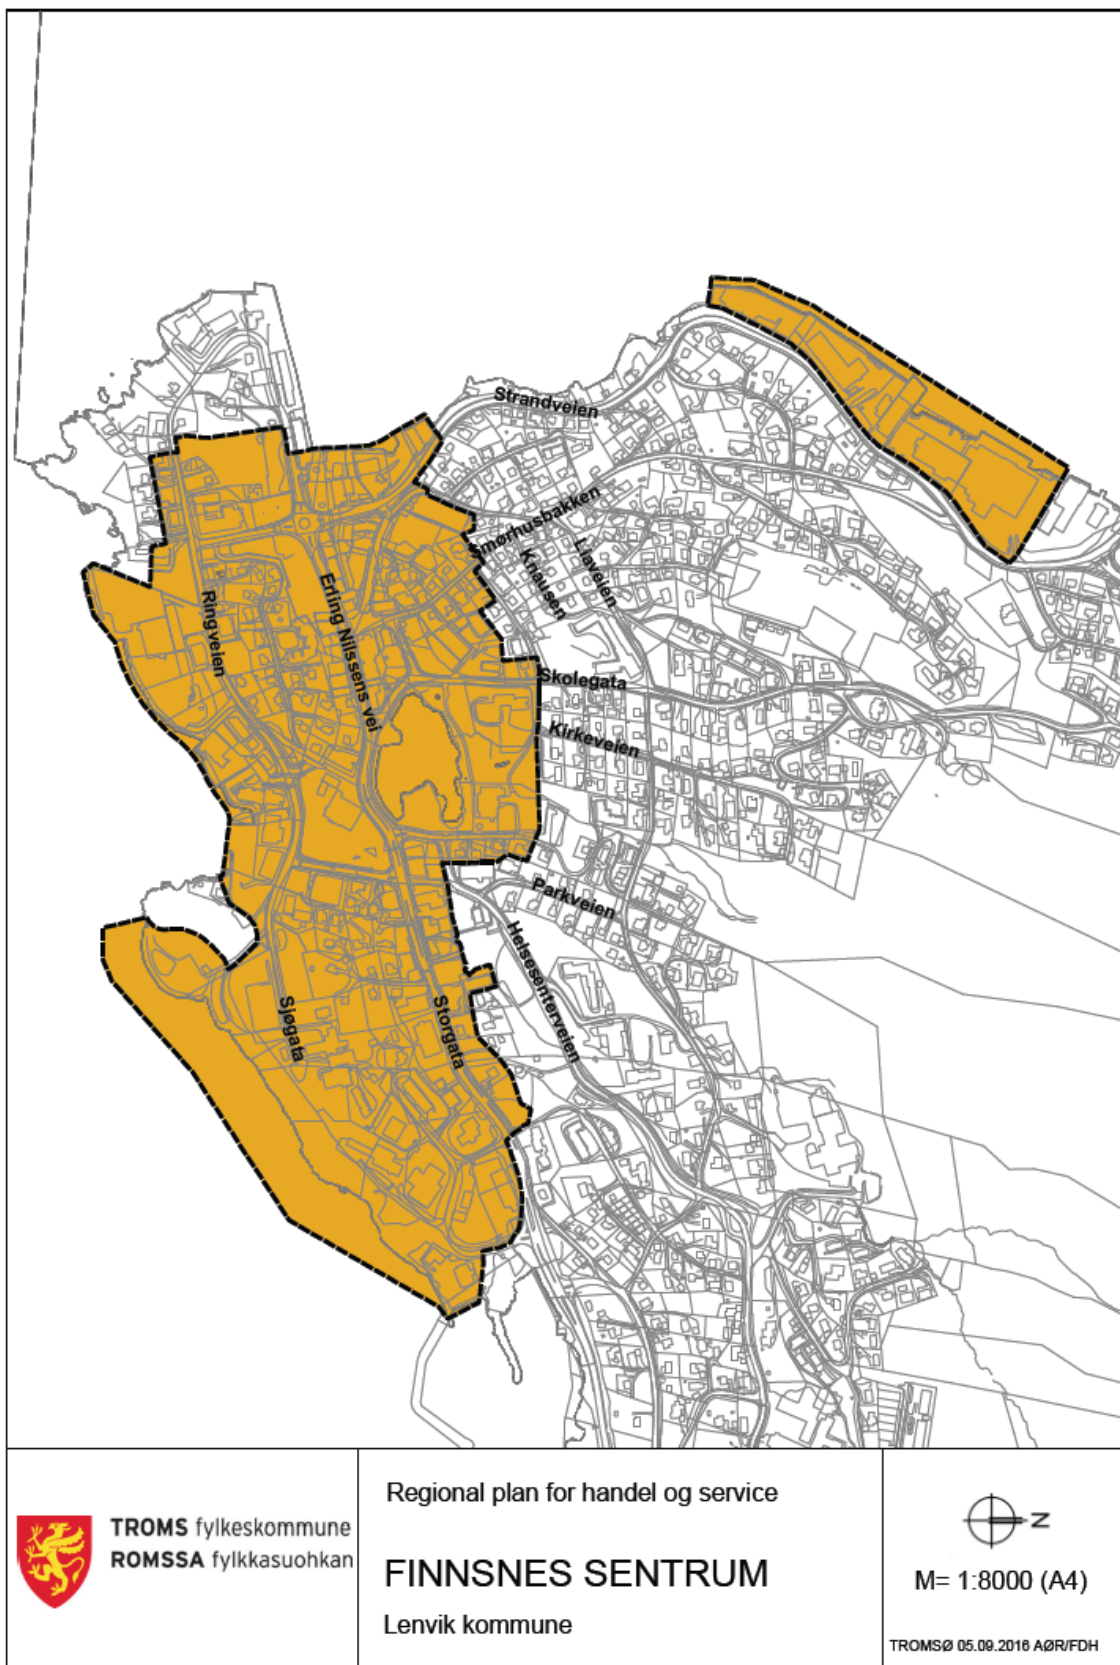 Strandveien
Smørhusbakken
Knausen
Liaveien
Erling Nilssens vei
Ringveien
Skolegata
Kirkeveien
Parkveien
Helsesenterveien
Sjøgata
Storgata
TROMS fylkeskommune
ROMSSA fylkkasuohkan
Regional plan for handel og service
FINNSNES SENTRUM
Lenvik kommune
N
M= 1:8000 (A4)
TROMSØ 05.09.2016 AØR/FDH